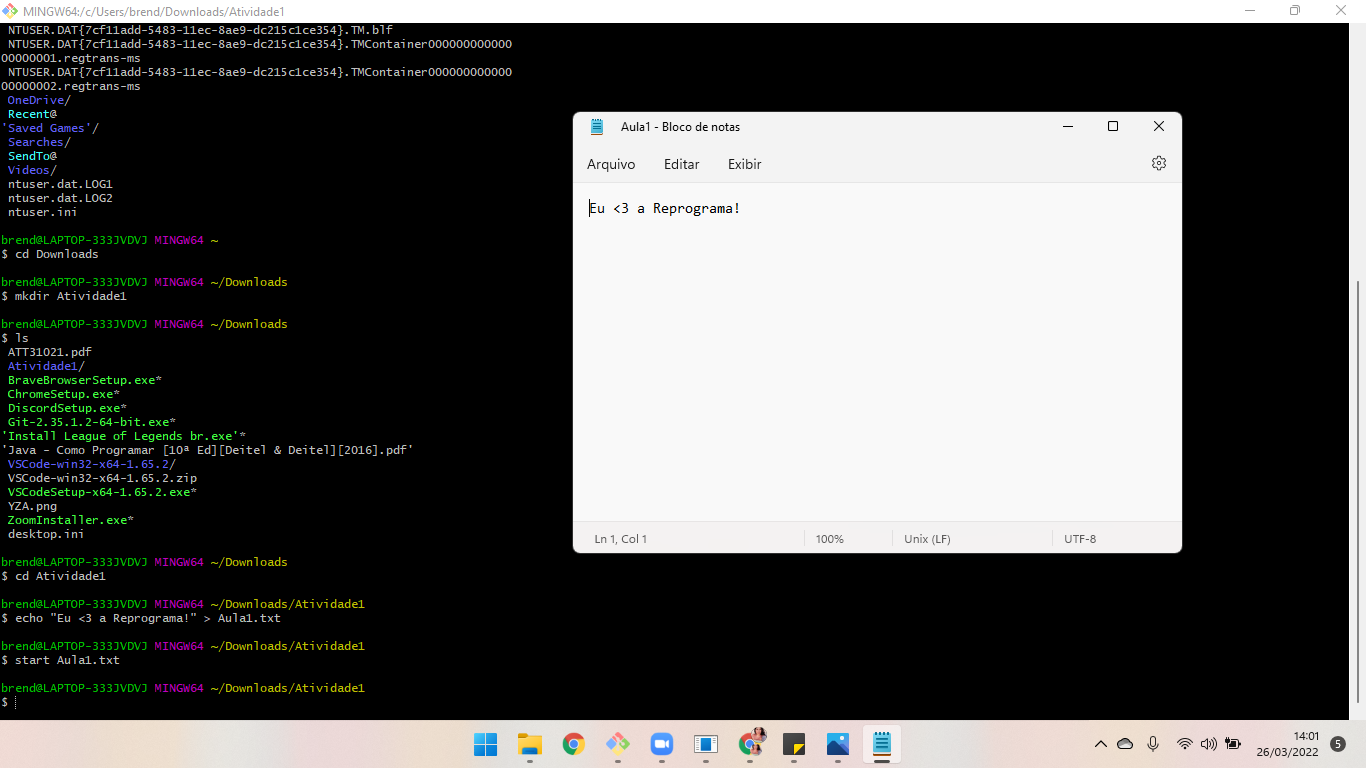 MINGW64:/c/Users/brend/Downloads/Atividade1
NTUSER.DAT{7cf11add-5483-11ec-8ae9-dc215c1ce354}.TM.blf
NTUSER.DAT{7cf11add-5483-11ec-8ae9-dc215c1ce354}.TMContainer000000000000
00000001.regtrans-ms
NTUSER.DAT{7cf11add-5483-11ec-8ae9-dc215c1ce354}.TMContainer000000000000
00000002.regtrans-ms
OneDrive/
Recent@
'Saved Games'/
Searches/
SendTo@
Videos/
ntuser.dat.LOG1
ntuser.dat.LOG2
ntuser.ini
brend@LAPTOP-333JVDVJ MINGW64 ~
$ cd Downloads
brend@LAPTOP-333JVDVJ MINGW64 ~/Downloads
$ mkdir Atividade1
brend@LAPTOP-333JVDVJ MINGW64 ~/Downloads
$ ls
ATT31021.pdf
Atividade1/
BraveBrowserSetup.exe*
ChromeSetup.exe*
DiscordSetup.exe*
Git-2.35.1.2-64-bit.exe*
'Install League of Legends br.exe'*
'Java - Como Programar [10ª Ed][Deitel & Deitel][2016].pdf'
VSCode-win32-x64-1.65.2/
VSCode-win32-x64-1.65.2.zip
VSCodeSetup-x64-1.65.2.exe*
YZA.png
ZoomInstaller.exe*
desktop.ini
brend@LAPTOP-333JVDVJ MINGW64 ~/Downloads
$ cd Atividade1
brend@LAPTOP-333JVDVJ MINGW64 ~/Downloads/Atividade1
$ echo "Eu <3 a Reprograma!" > Aula1.txt
brend@LAPTOP-333JVDVJ MINGW64 ~/Downloads/Atividade1
$ start Aula1.txt
brend@LAPTOP-333JVDVJ MINGW64 ~/Downloads/Atividade1
$
Aula1 - Bloco de notas
Arquivo Editar Exibir
Eu <3 a Reprograma!
Ln 1, Col 1 100% Unix (LF) UTF-8
14:01
26/03/2022
5